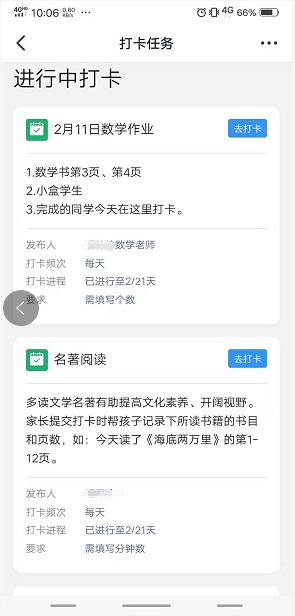 4G HD 10:06 0.60 KB/S ... 4G 66%
打卡任务
进行中打卡
2月11日数学作业 去打卡
1.数学书第3页、第4页
2.小盒学生
3.完成的同学今天在这里打卡。
发布人 数学老师
打卡频次 每天
打卡进程 已进行至2/21天
要求 需填写个数
名著阅读 去打卡
多读文学名著有助提高文化素养、开阔视野。
家长提交打卡时帮孩子记录下所读书籍的书目
和页数，如：今天读了《海底两万里》的第1-
12页。
发布人
打卡频次 每天
打卡进程 已进行至2/21天
要求 需填写分钟数